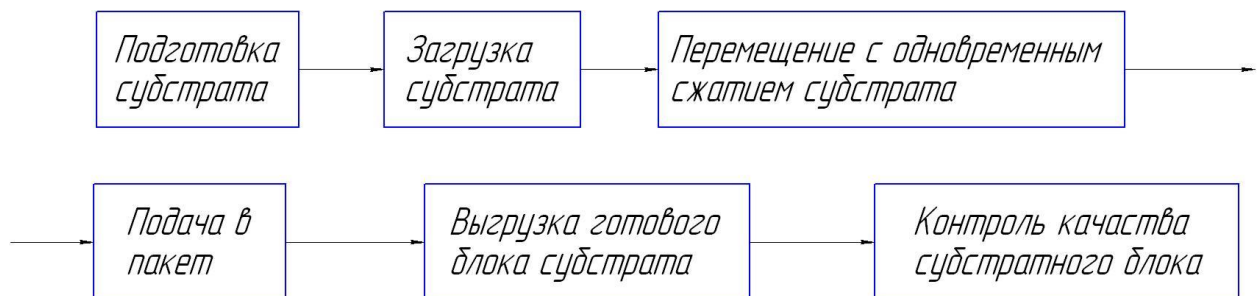 Подготовка
субстрата
Загрузка
субстрата
Перемещение с одновременным
сжатием субстрата
Подача в
пакет
Выгрузка готового
блока субстрата
Контроль качества
субстратного блока